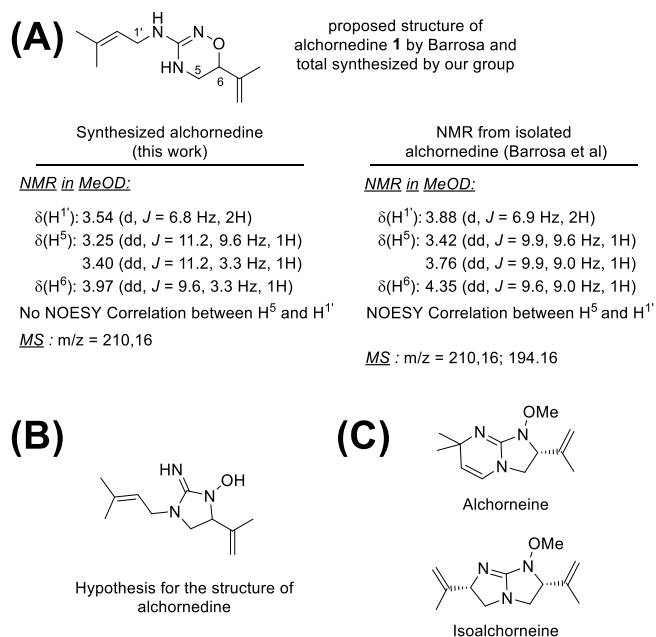 (A)
H
N
1'
N
O
HN
5
6
proposed structure of
alchornedine 1 by Barrosa and
total synthesized by our group
Synthesized alchornedine
(this work)
NMR in MeOD:
δ(H1'): 3.54 (d, J = 6.8 Hz, 2H)
δ(H5): 3.25 (dd, J = 11.2, 9.6 Hz, 1H)
3.40 (dd, J = 11.2, 3.3 Hz, 1H)
δ(H6): 3.97 (dd, J = 9.6, 3.3 Hz, 1H)
No NOESY Correlation between H5 and H1'
MS : m/z = 210,16
NMR from isolated
alchornedine (Barrosa et al)
NMR in MeOD:
δ(H1'): 3.88 (d, J = 6.9 Hz, 2H)
δ(H5): 3.42 (dd, J = 9.9, 9.6 Hz, 1H)
3.76 (dd, J = 9.9, 9.0 Hz, 1H)
δ(H6): 4.35 (dd, J = 9.6, 9.0 Hz, 1H)
NOESY Correlation between H5 and H1'
MS : m/z = 210,16; 194.16
(B)
HN
OH
N
N
Hypothesis for the structure of
alchornedine
(C)
OMe
N
N
N
Alchorneine
OMe
N
N
N
Isoalchorneine